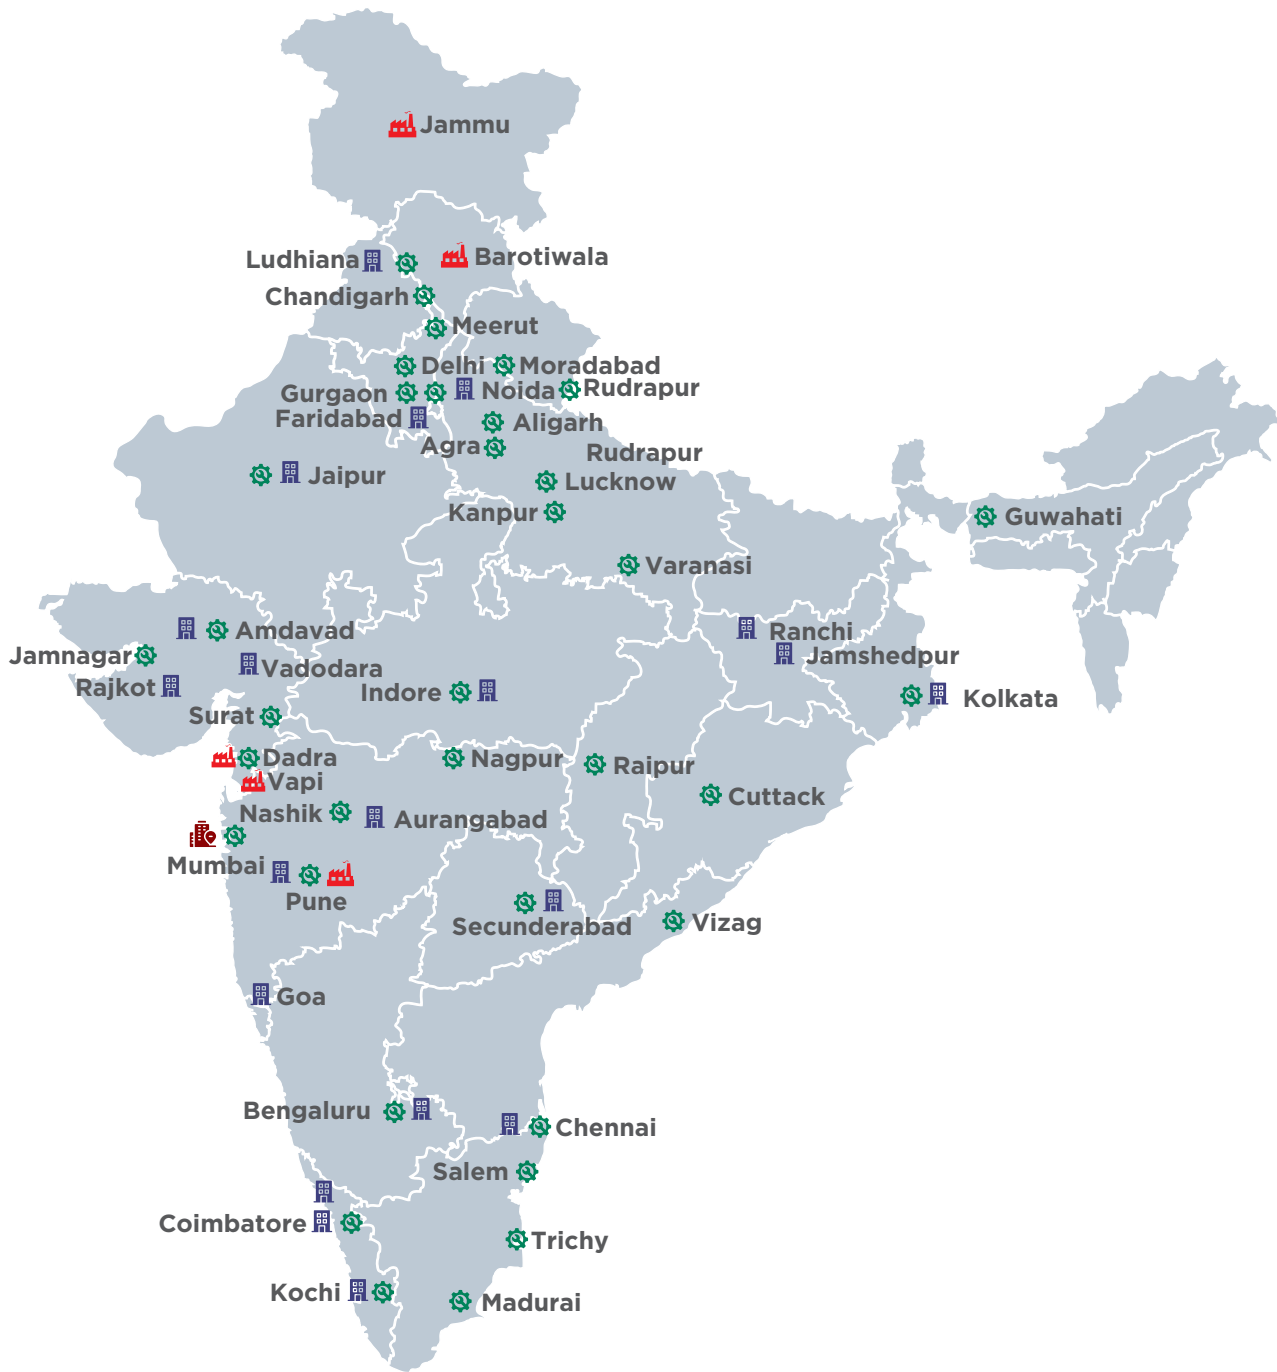 Jammu
Ludhiana
Barotiwala
Chandigarh
Meerut
Delhi
Moradabad
Gurgaon
Noida
Rudrapur
Faridabad
Aligarh
Agra
Rudrapur
Jaipur
Lucknow
Kanpur
Guwahati
Varanasi
Amdavad
Ranchi
Jamnagar
Vadodara
Jamshedpur
Rajkot
Indore
Kolkata
Surat
Dadra
Nagpur
Raipur
Vapi
Cuttack
Nashik
Aurangabad
Mumbai
Pune
Secunderabad
Vizag
Goa
Bengaluru
Chennai
Salem
Coimbatore
Trichy
Kochi
Madurai